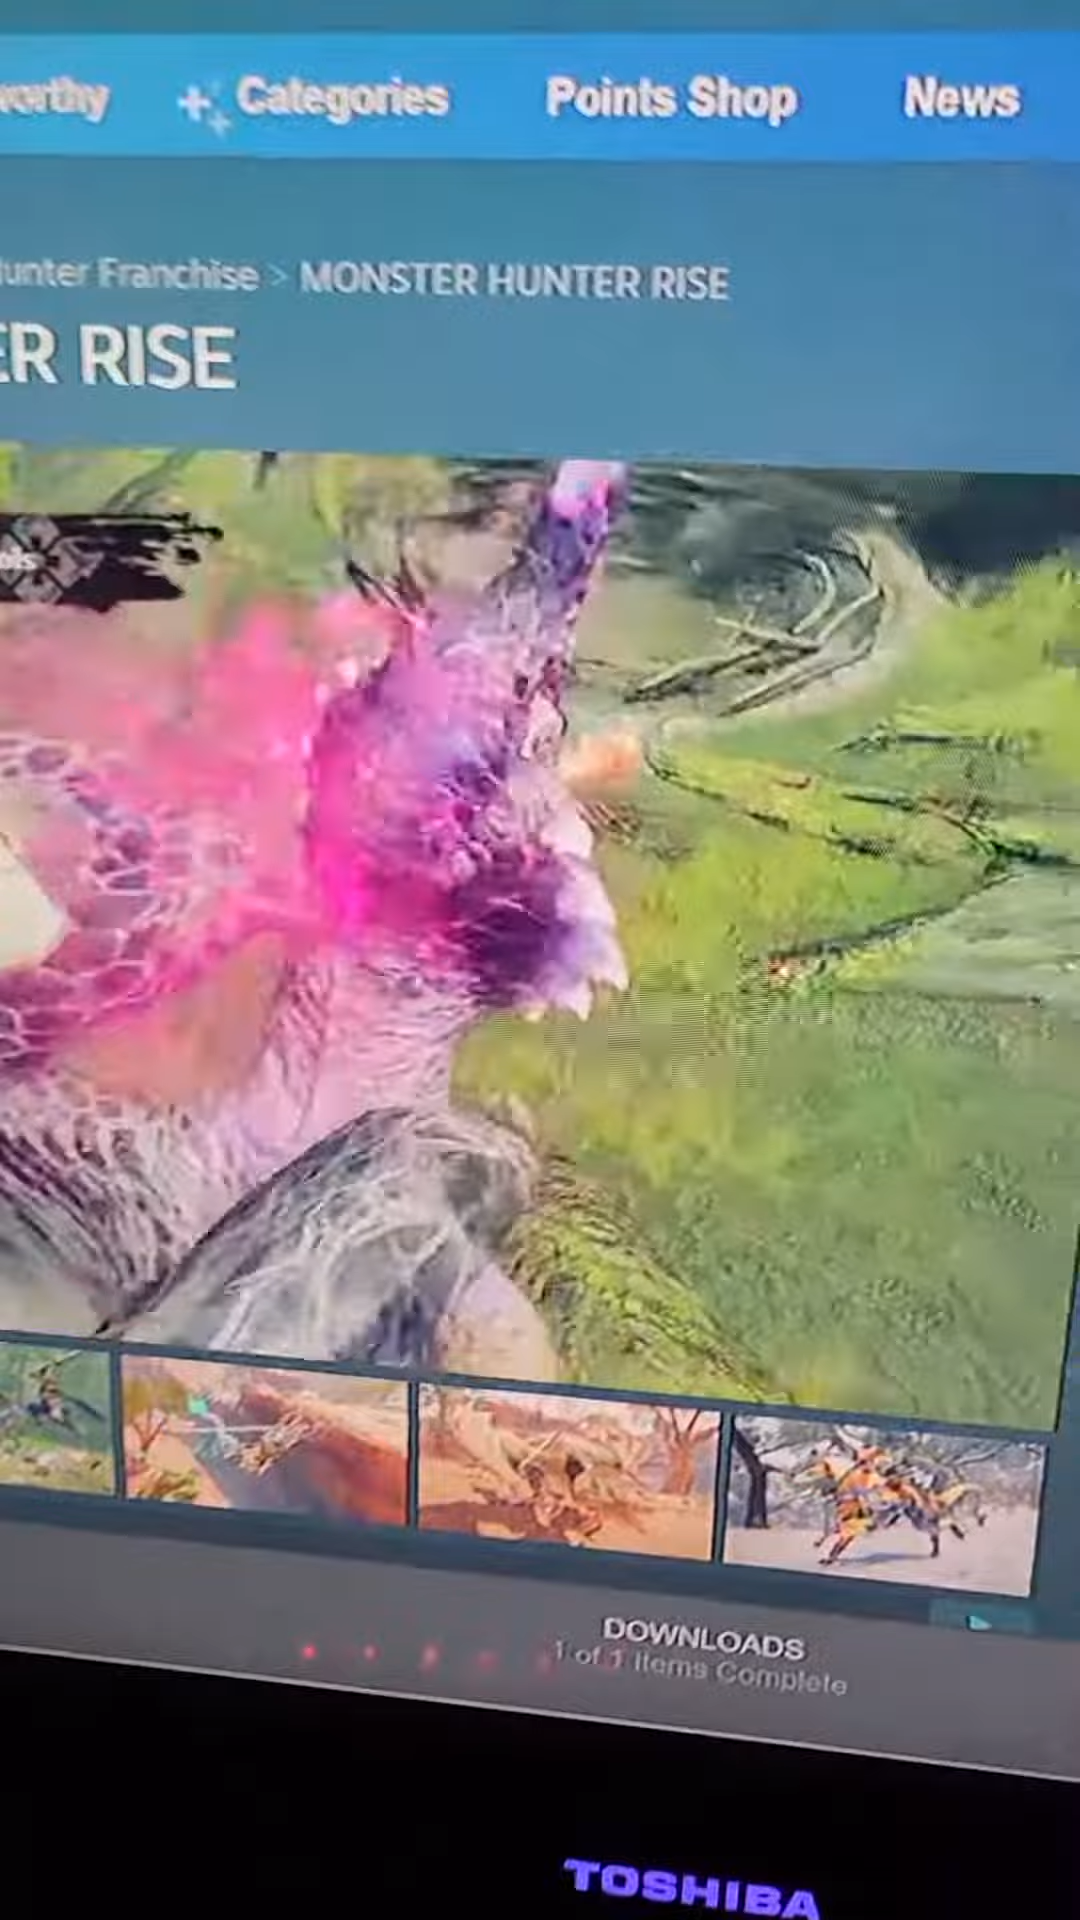 worthy Categories Points Shop News
Hunter Franchise > MONSTER HUNTER RISE
ER RISE
DOWNLOADS
1 of 1 Items Complete
TOSHIBA